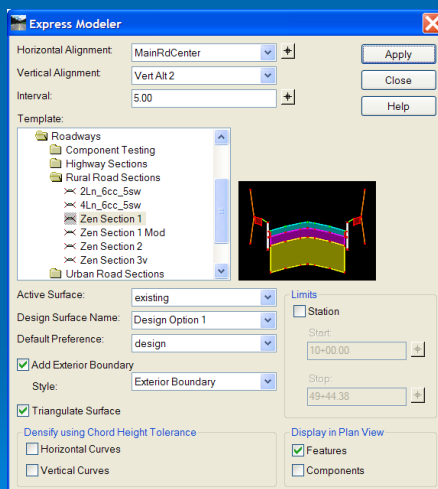 Express Modeler
Horizontal Alignment: MainRdCenter
Apply
Vertical Alignment: Vert Alt 2
Close
Interval: 5.00
Help
Template:
Roadways
Component Testing
Highway Sections
Rural Road Sections
2Ln_6cc_5sw
4Ln_6cc_5sw
Zen Section 1
Zen Section 1 Mod
Zen Section 2
Zen Section 3v
Urban Road Sections
Active Surface: existing
Design Surface Name: Design Option 1
Default Preference: design
Add Exterior Boundary
Style: Exterior Boundary
Triangulate Surface
Limits
Station
Start:
10+00.00
Stop:
49+44.38
Densify using Chord Height Tolerance
Horizontal Curves
Vertical Curves
Display in Plan View
Features
Components